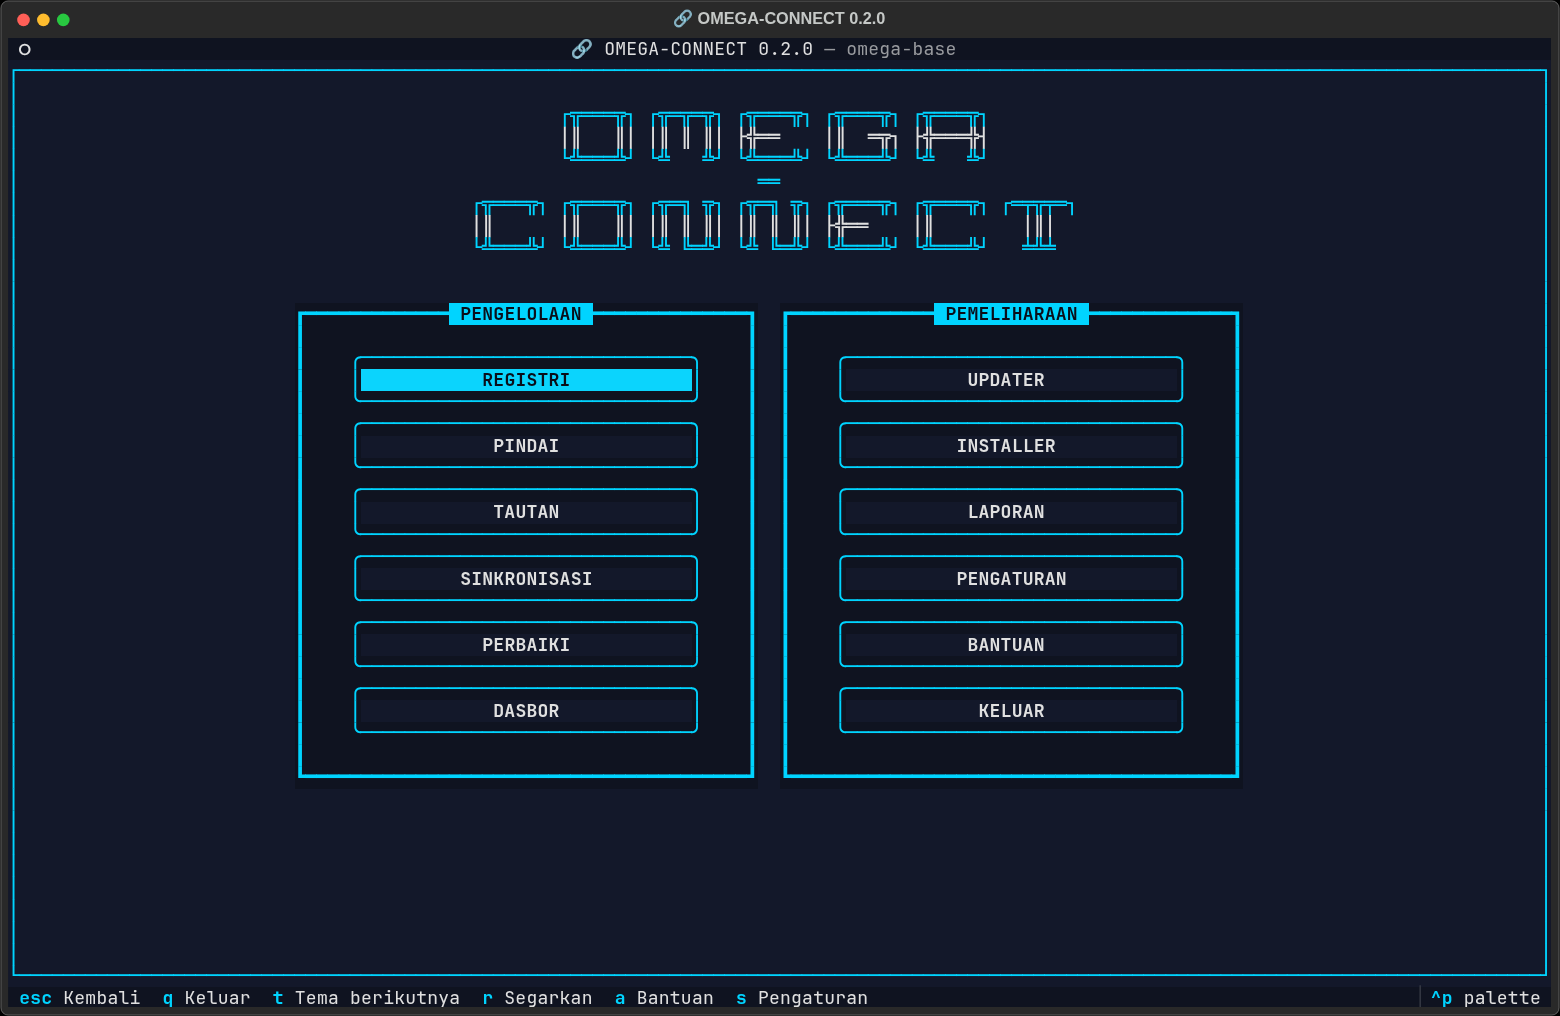 🔗 OMEGA-CONNECT 0.2.0
🔗 OMEGA-CONNECT 0.2.0 — omega-base
OMEGA
-
CONNECT
PENGELOLAAN
REGISTRI
PINDAI
TAUTAN
SINKRONISASI
PERBAIKI
DASBOR
PEMELIHARAAN
UPDATER
INSTALLER
LAPORAN
PENGATURAN
BANTUAN
KELUAR
esc Kembali q Keluar t Tema berikutnya r Segarkan a Bantuan s Pengaturan ^p palette